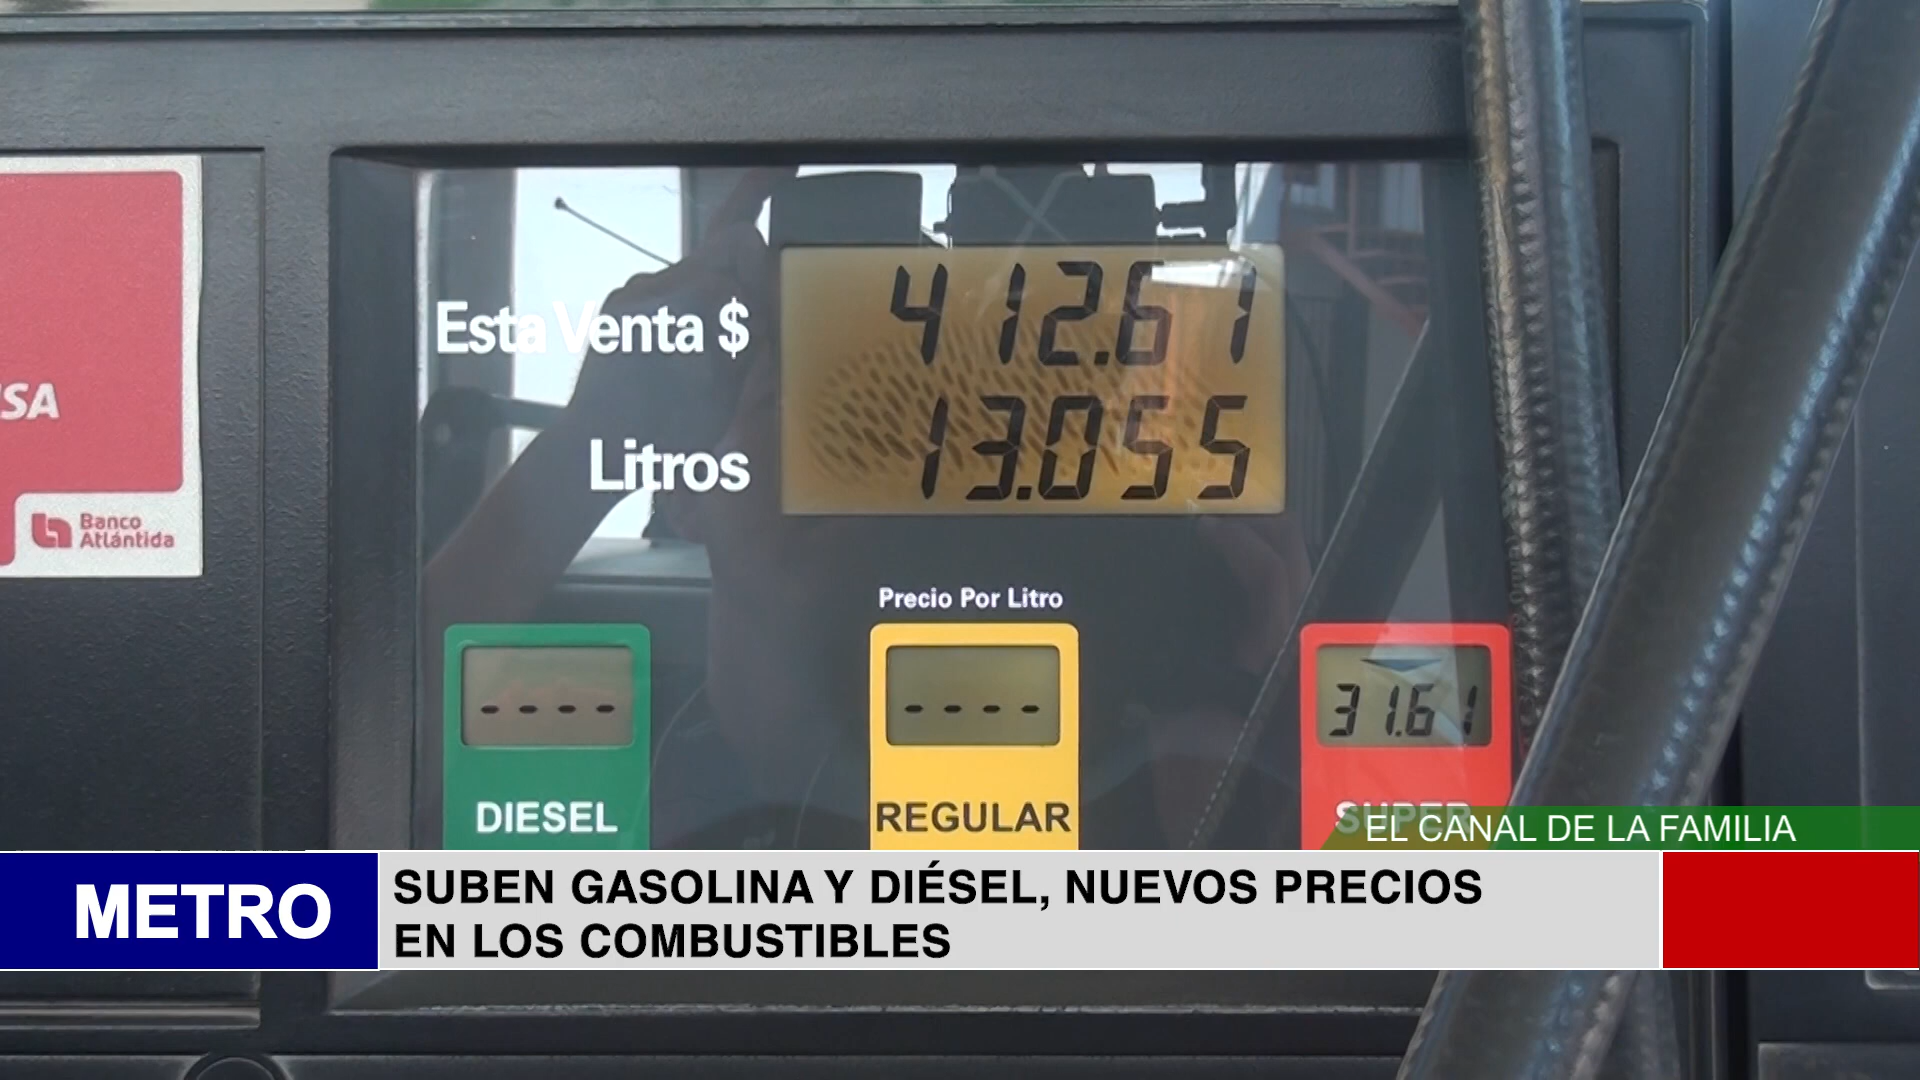 Esta Venta $
412.61
Litros
13.055
SA
Banco
Atlántida
Precio Por Litro
- - - -
- - - -
31.61
DIESEL
REGULAR
SUPER
EL CANAL DE LA FAMILIA
METRO
SUBEN GASOLINA Y DIÉSEL, NUEVOS PRECIOS
EN LOS COMBUSTIBLES